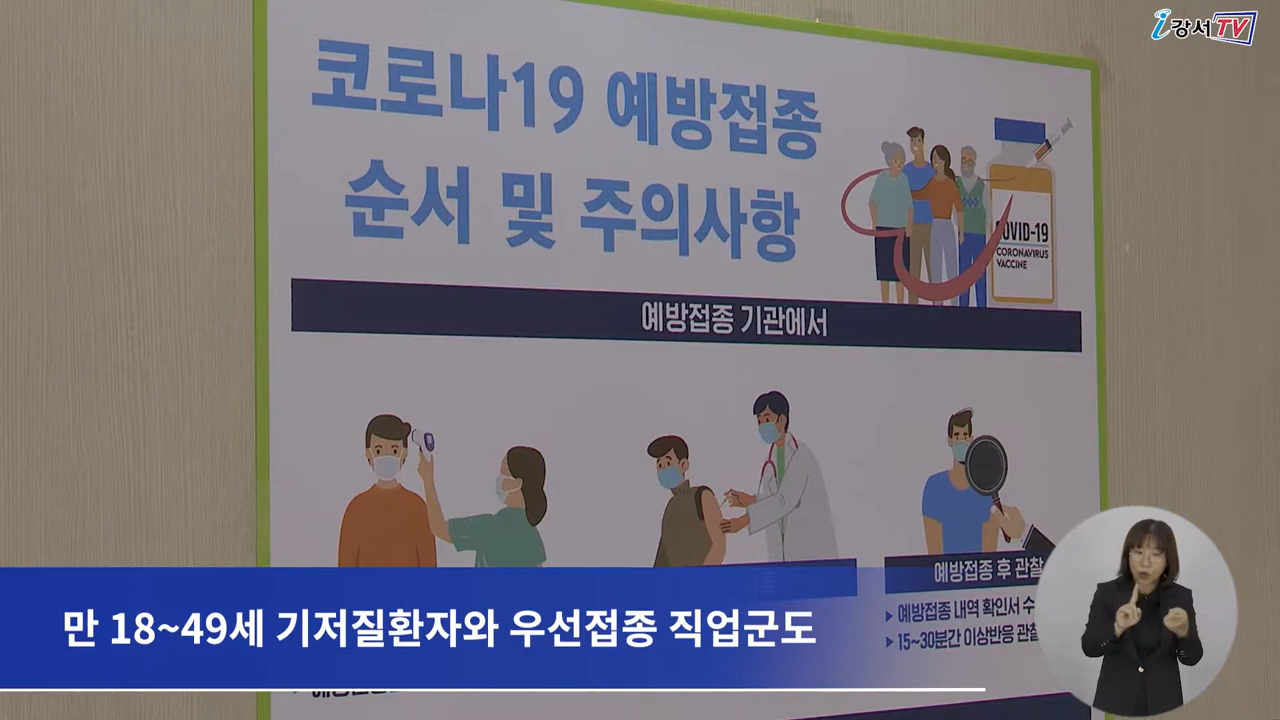 i강서TV
코로나19 예방접종
순서 및 주의사항
COVID-19
CORONAVIRUS
VACCINE
예방접종 기관에서
예방접종 후 관찰
▶ 예방접종 내역 확인서 수
▶ 15~30분간 이상반응 관찰
만 18~49세 기저질환자와 우선접종 직업군도